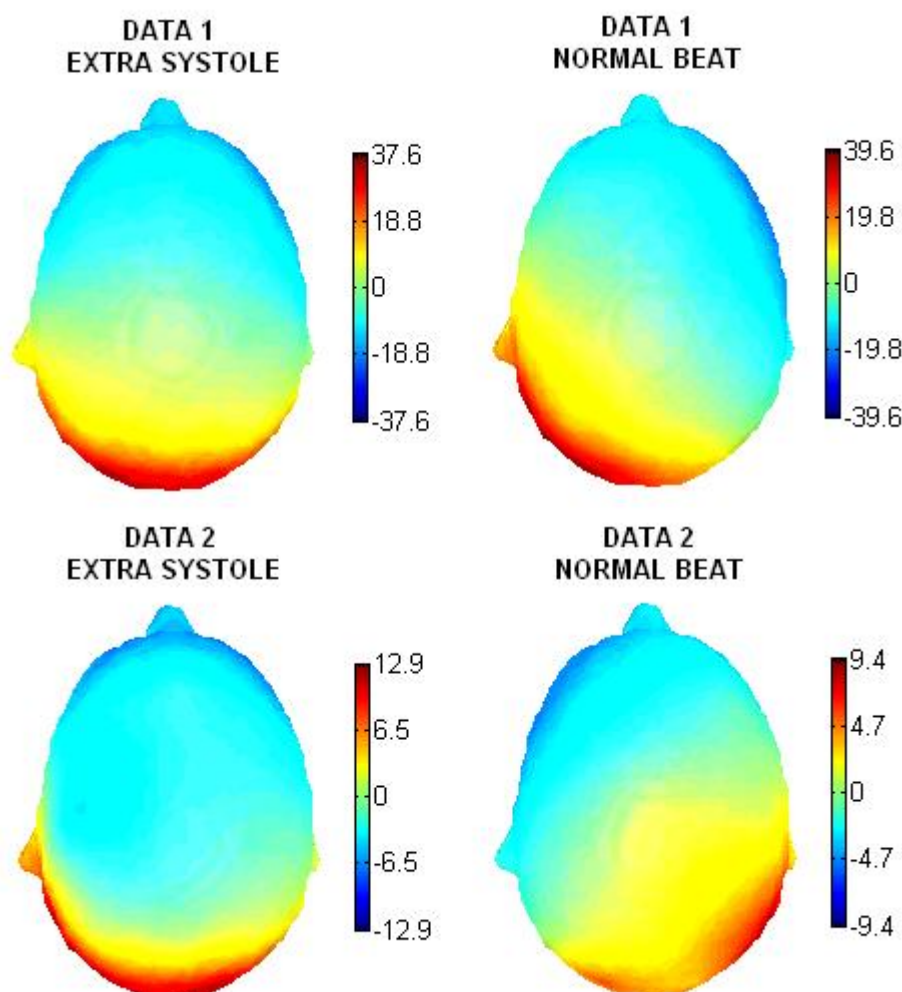 DATA 1
EXTRA SYSTOLE
37.6
18.8
0
-18.8
-37.6
DATA 1
NORMAL BEAT
39.6
19.8
0
-19.8
-39.6
DATA 2
EXTRA SYSTOLE
12.9
6.5
0
-6.5
-12.9
DATA 2
NORMAL BEAT
9.4
4.7
0
-4.7
-9.4